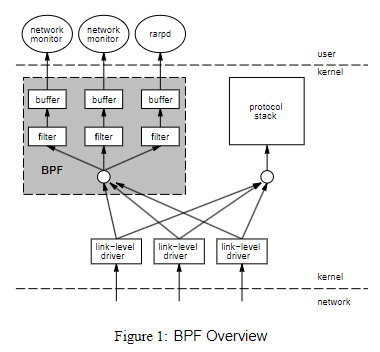 network
monitor
network
monitor
rarpd
user
kernel
buffer
buffer
buffer
protocol
stack
filter
filter
filter
BPF
link-level
driver
link-level
driver
link-level
driver
kernel
network
Figure 1: BPF Overview